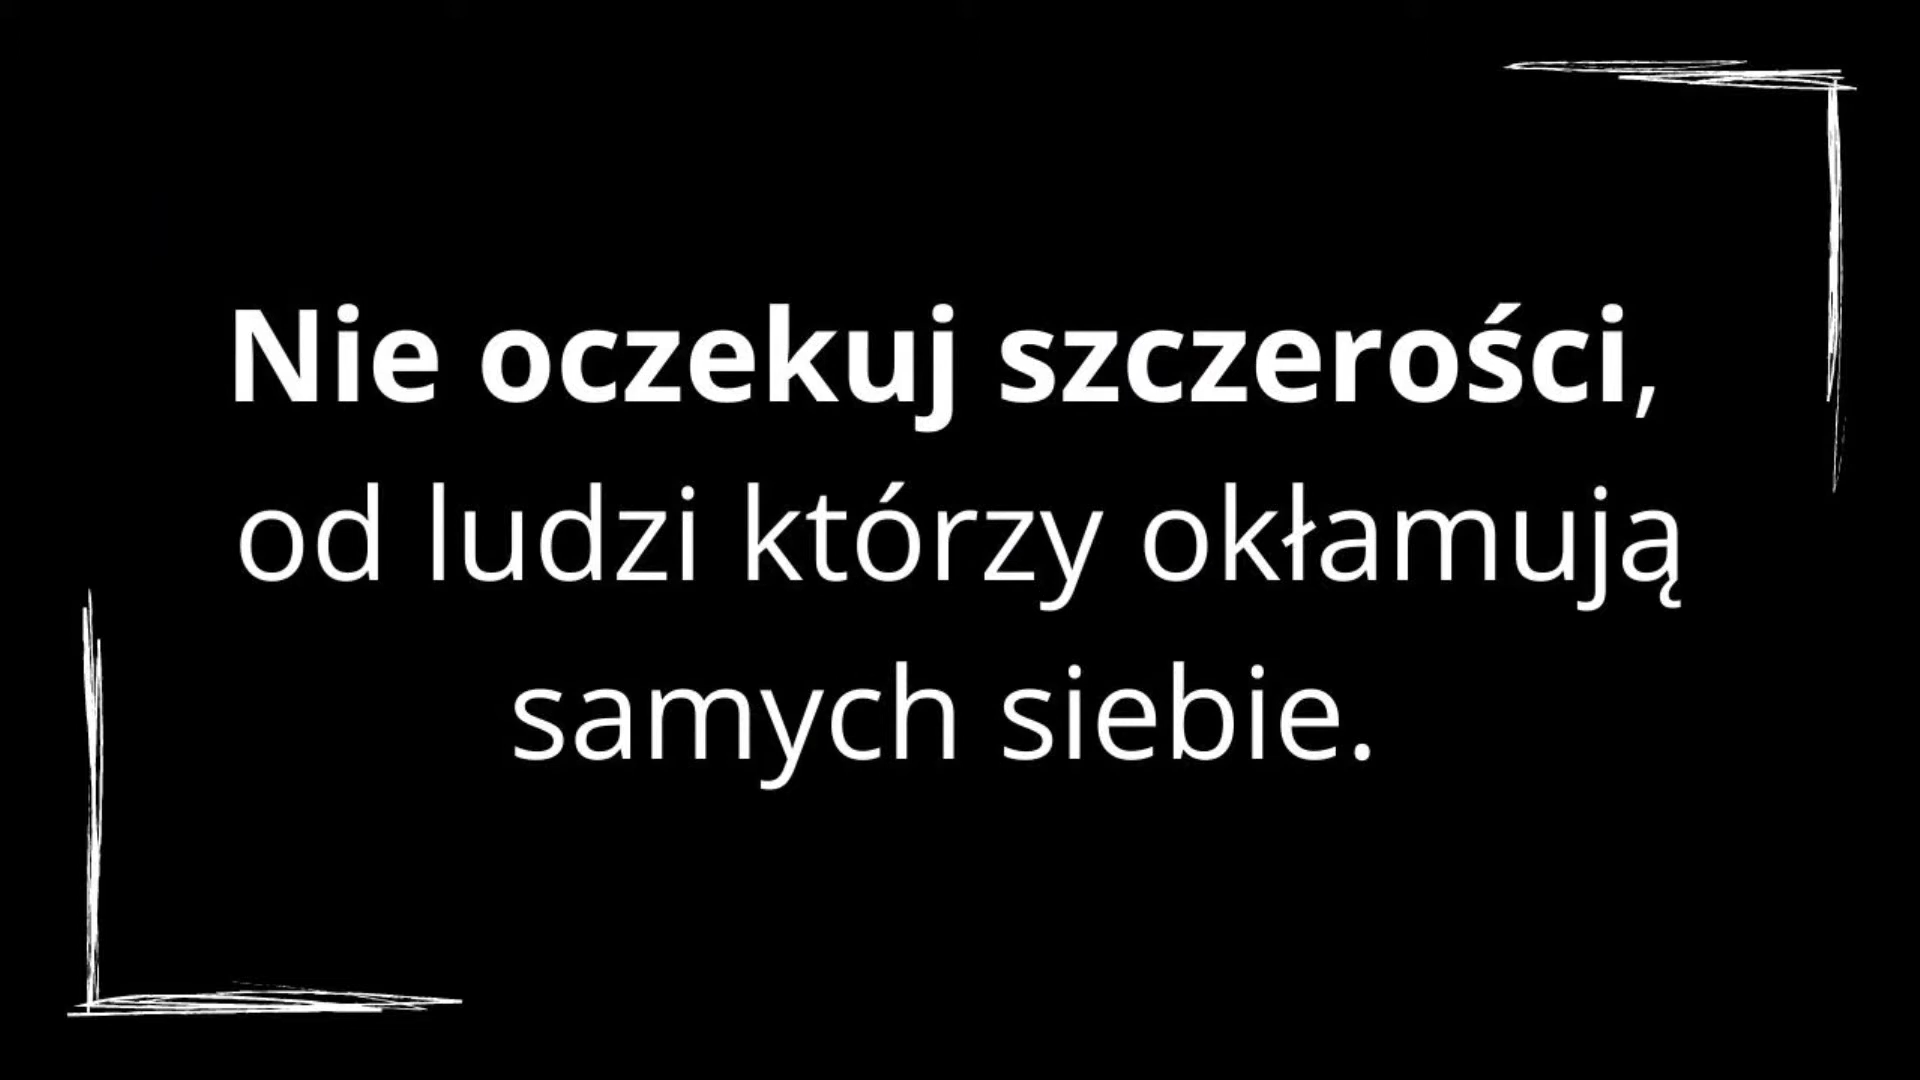 Nie oczekuj szczerości,
od ludzi którzy okłamują
samych siebie.